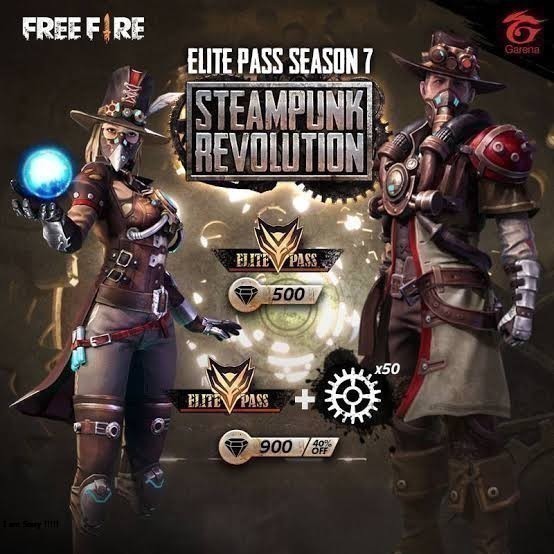 FREE FIRE
Garena
ELITE PASS SEASON 7
STEAMPUNK
REVOLUTION
ELITE PASS
500
x50
ELITE PASS +
900 40% OFF